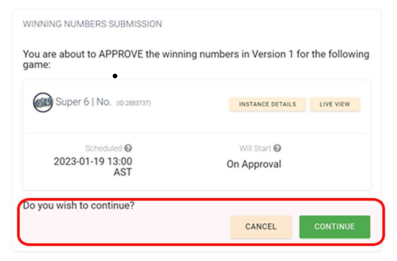 WINNING NUMBERS SUBMISSION
You are about to APPROVE the winning numbers in Version 1 for the following
game:
Super 6 | No. (ID 2883737)
INSTANCE DETAILS
LIVE VIEW
Scheduled
Will Start
2023-01-19 13:00
AST
On Approval
Do you wish to continue?
CANCEL
CONTINUE